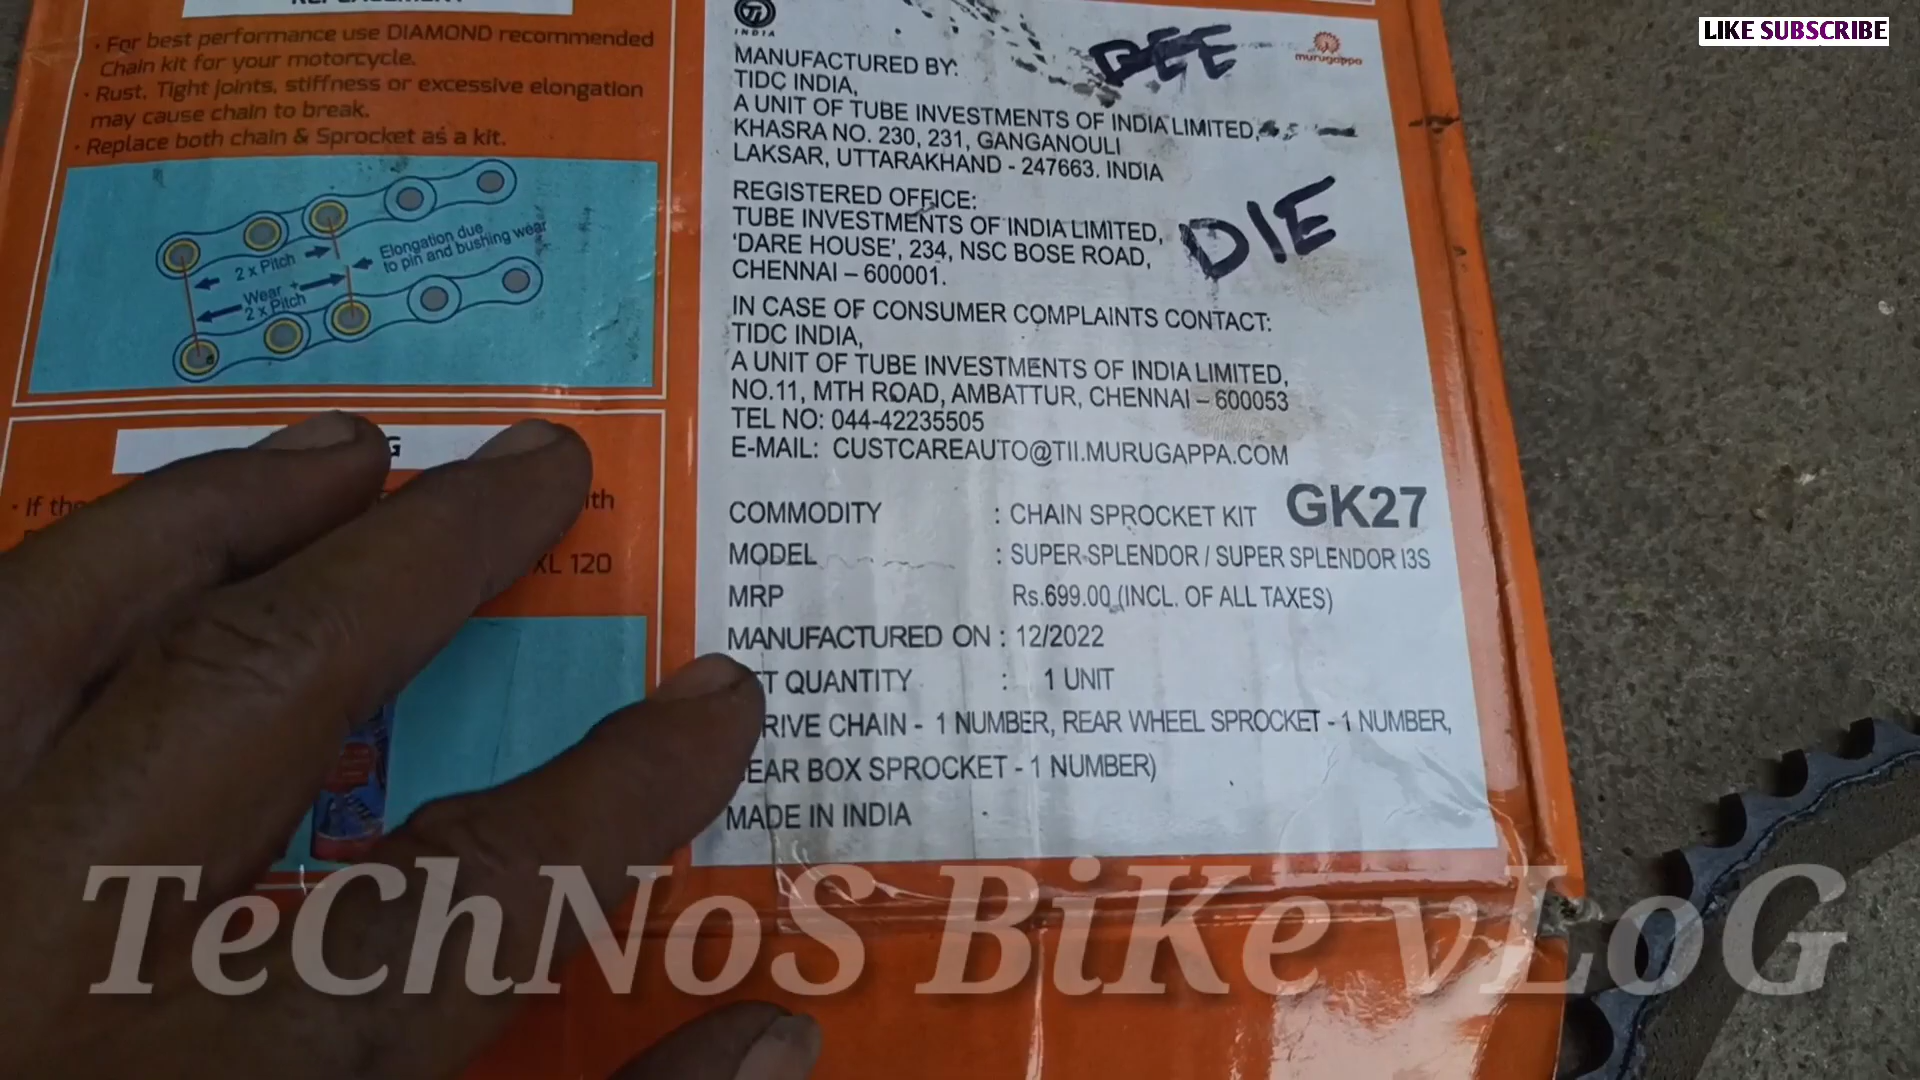 LIKE SUBSCRIBE
· For best performance use DIAMOND recommended
Chain kit for your motorcycle.
· Rust, Tight joints, stiffness or excessive elongation
may cause chain to break.
· Replace both chain & Sprocket as a kit.
2 x Pitch
Elongation due
to pin and bushing wear
Wear +
2 x Pitch
· If the
XL 120
INDIA
murugappa
MANUFACTURED BY:
TIDC INDIA,
A UNIT OF TUBE INVESTMENTS OF INDIA LIMITED,
KHASRA NO. 230, 231, GANGANOULI
LAKSAR, UTTARAKHAND - 247663. INDIA
REGISTERED OFFICE:
TUBE INVESTMENTS OF INDIA LIMITED,
'DARE HOUSE', 234, NSC BOSE ROAD,
CHENNAI – 600001.
DIE
IN CASE OF CONSUMER COMPLAINTS CONTACT:
TIDC INDIA,
A UNIT OF TUBE INVESTMENTS OF INDIA LIMITED,
NO.11, MTH ROAD, AMBATTUR, CHENNAI – 600053
TEL NO: 044-42235505
E-MAIL: CUSTCAREAUTO@TII.MURUGAPPA.COM
COMMODITY : CHAIN SPROCKET KIT GK27
MODEL : SUPER-SPLENDOR / SUPER SPLENDOR I3S
MRP Rs.699.00 (INCL. OF ALL TAXES)
MANUFACTURED ON : 12/2022
QUANTITY : 1 UNIT
CHAIN - 1 NUMBER, REAR WHEEL SPROCKET - 1 NUMBER,
BOX SPROCKET - 1 NUMBER)
MADE IN INDIA
TeChNoS BiKe vLoG